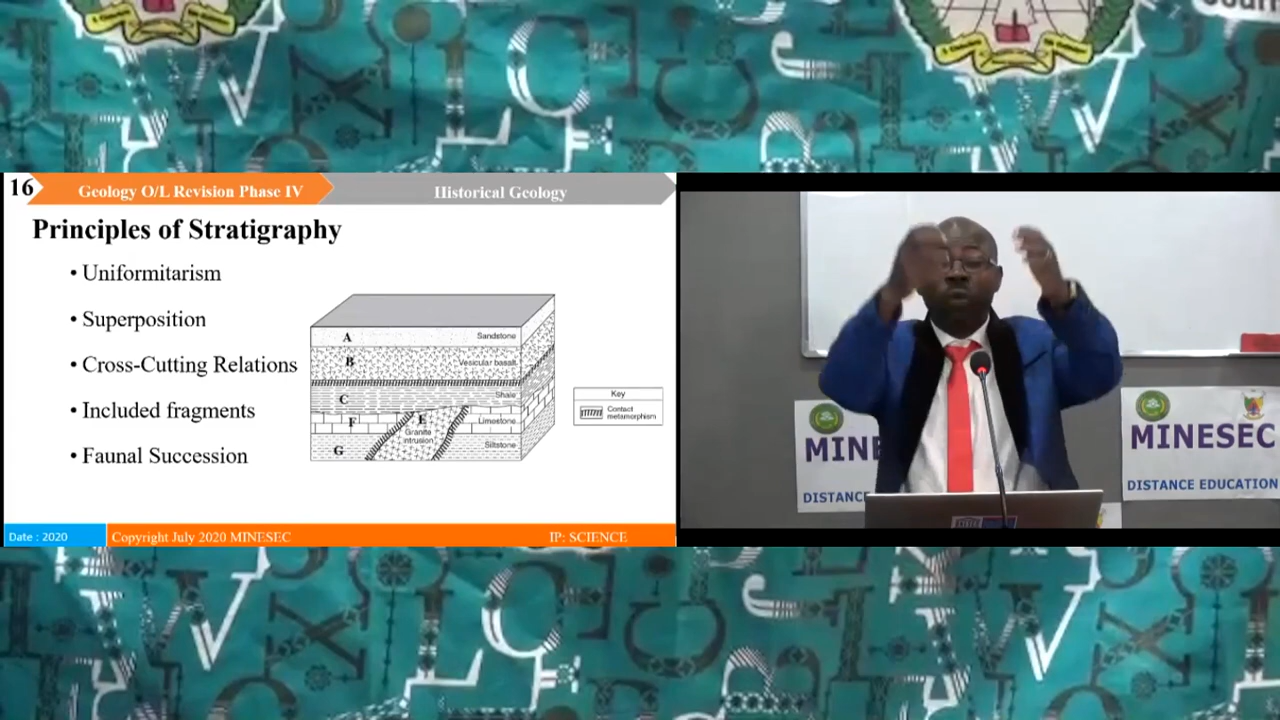 16
Geology O/L Revision Phase IV
Historical Geology
Principles of Stratigraphy
• Uniformitarism
• Superposition
• Cross-Cutting Relations
• Included fragments
• Faunal Succession
A
Sandstone
B
Vesicular basalt
C
Shale
F
E
Limestone
Granite
intrusion
G
Siltstone
Key
Contact
metamorphism
Date : 2020
Copyright July 2020 MINESEC
IP: SCIENCE
MINE
DISTANCE
MINESEC
DISTANCE EDUCATION